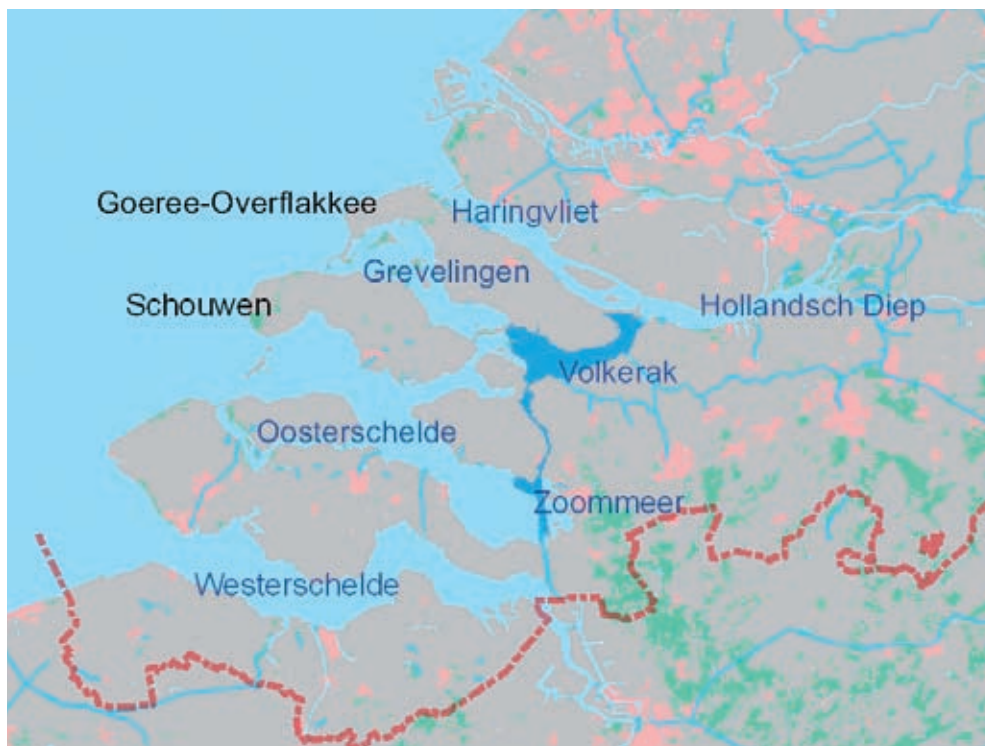 Goeree-Overflakkee
Haringvliet
Grevelingen
Schouwen
Hollandsch Diep
Volkerak
Oosterschelde
Zoommeer
Westerschelde